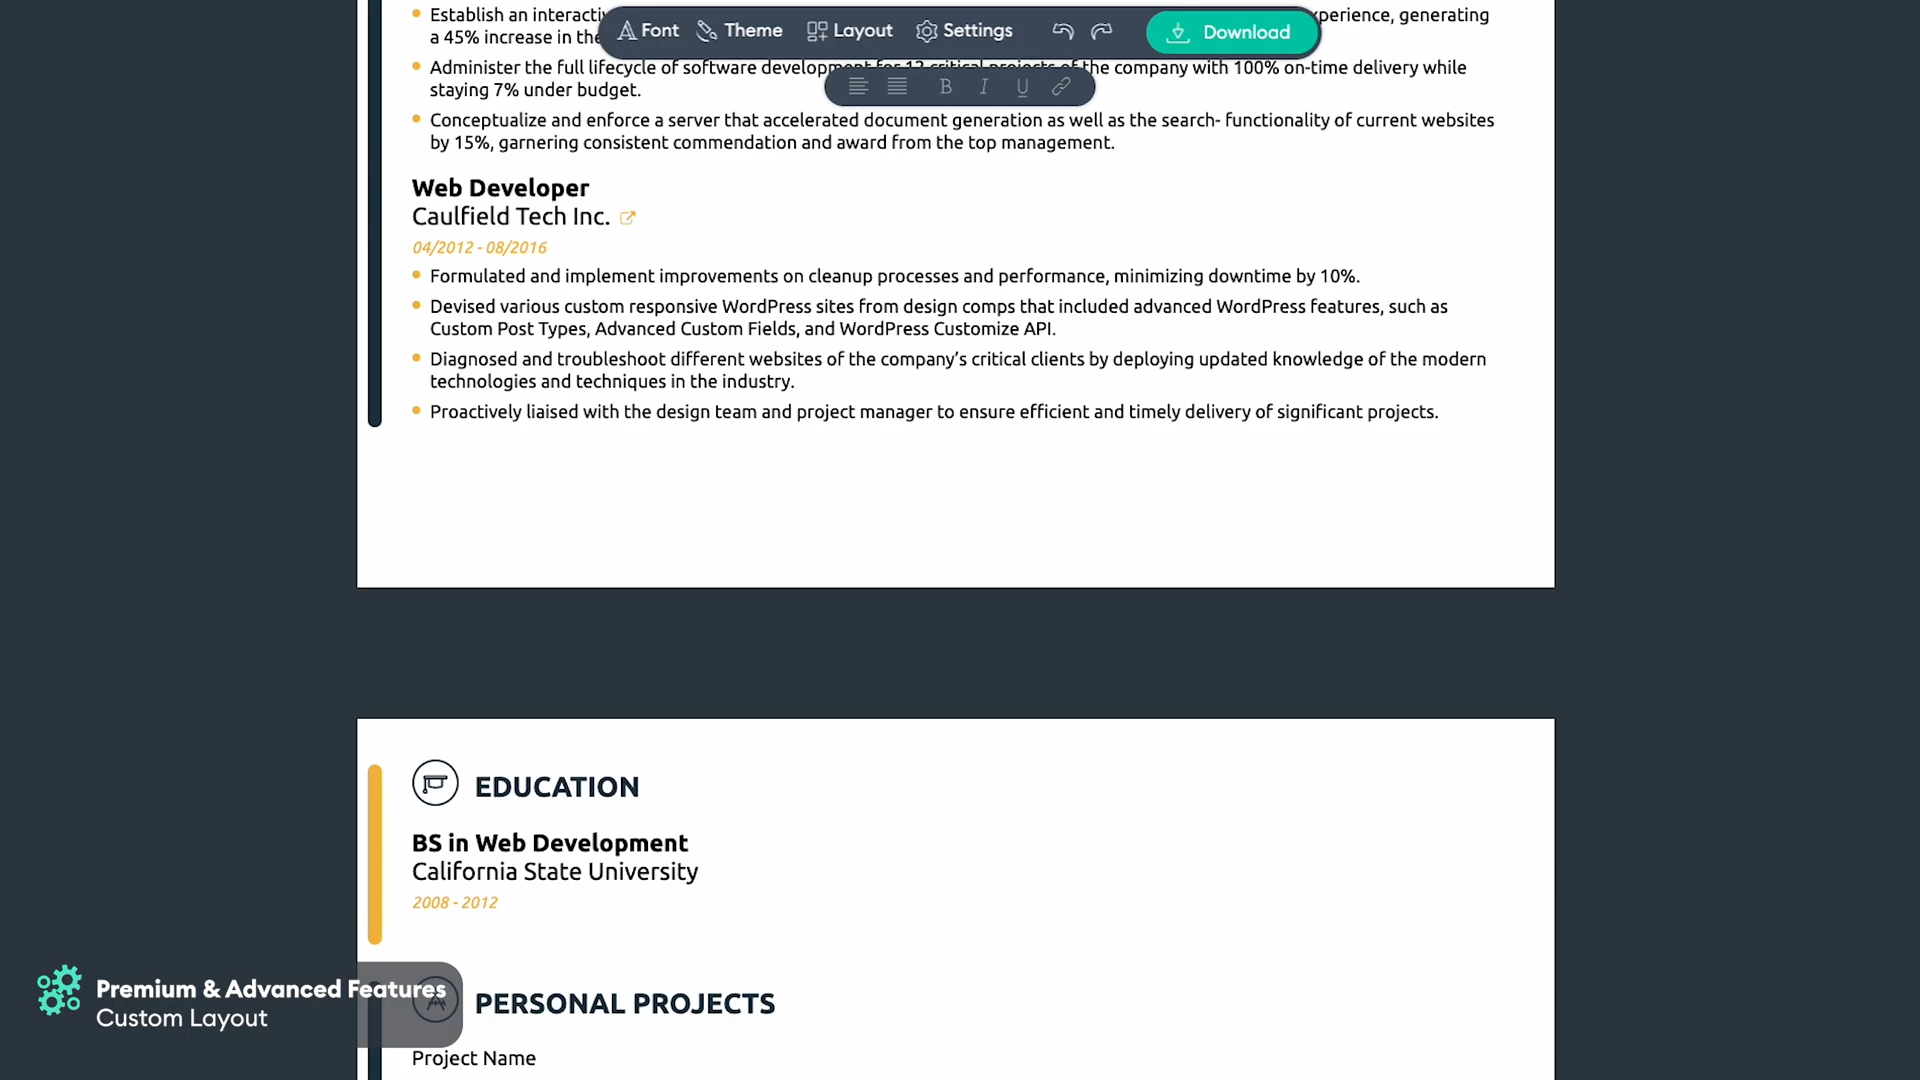 Font Theme Layout Settings Download
Establish an experience, generating
a 45% increase in the
Administer the full lifecycle of software development for 12 critical projects of the company with 100% on-time delivery while
staying 7% under budget.
B I U
Conceptualize and enforce a server that accelerated document generation as well as the search- functionality of current websites
by 15%, garnering consistent commendation and award from the top management.
Web Developer
Caulfield Tech Inc.
04/2012 - 08/2016
Formulated and implement improvements on cleanup processes and performance, minimizing downtime by 10%.
Devised various custom responsive WordPress sites from design comps that included advanced WordPress features, such as
Custom Post Types, Advanced Custom Fields, and WordPress Customize API.
Diagnosed and troubleshoot different websites of the company’s critical clients by deploying updated knowledge of the modern
technologies and techniques in the industry.
Proactively liaised with the design team and project manager to ensure efficient and timely delivery of significant projects.
EDUCATION
BS in Web Development
California State University
2008 - 2012
PERSONAL PROJECTS
Project Name
Premium & Advanced Features
Custom Layout